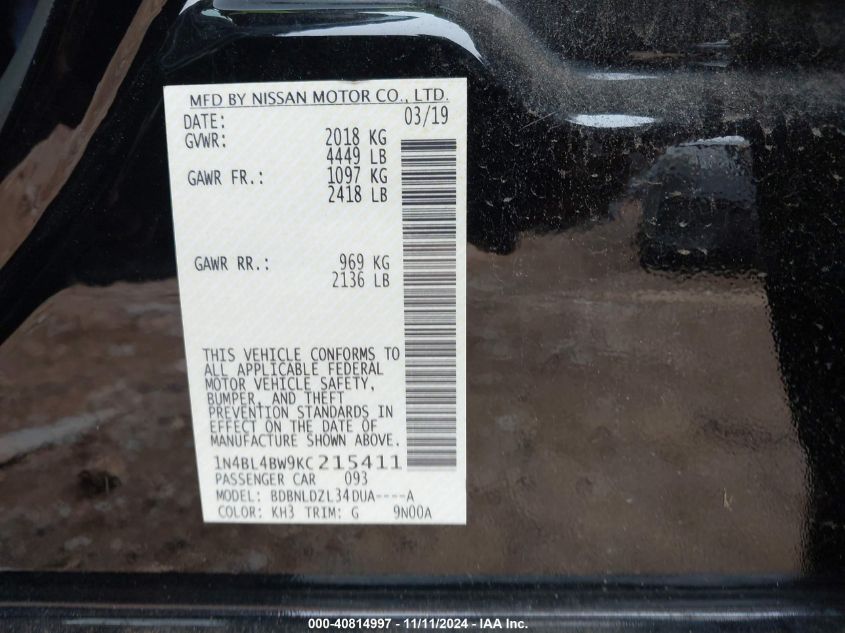 MFD BY NISSAN MOTOR CO., LTD.
DATE: 03/19
GVWR: 2018 KG
4449 LB
GAWR FR.: 1097 KG
2418 LB
GAWR RR.: 969 KG
2136 LB
THIS VEHICLE CONFORMS TO
ALL APPLICABLE FEDERAL
MOTOR VEHICLE SAFETY,
BUMPER, AND THEFT
PREVENTION STANDARDS IN
EFFECT ON THE DATE OF
MANUFACTURE SHOWN ABOVE.
1N4BL4BW9KC215411
PASSENGER CAR 093
MODEL: BDBNLDZL34DUA----A
COLOR: KH3 TRIM: G 9N00A
000-40814997 - 11/11/2024 - IAA Inc.